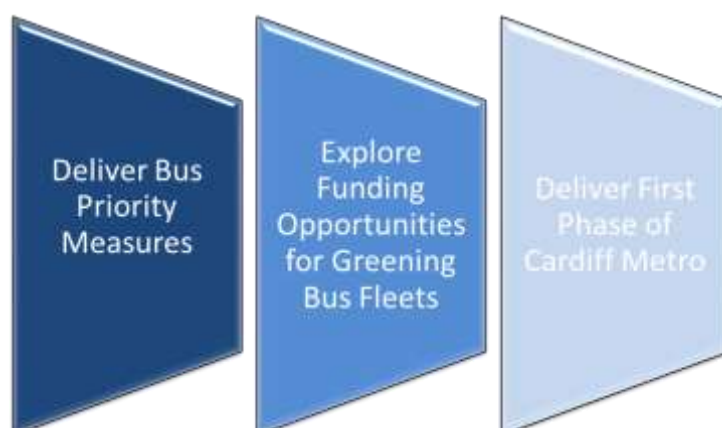 Deliver Bus
Priority
Measures
Explore
Funding
Opportunities
for Greening
Bus Fleets
Deliver First
Phase of
Cardiff Metro